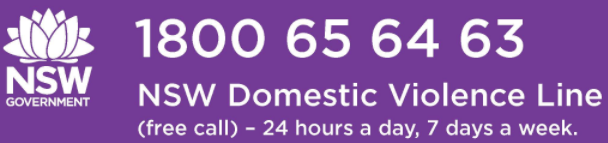 NSW
GOVERNMENT
1800 65 64 63
NSW Domestic Violence Line
(free call) – 24 hours a day, 7 days a week.